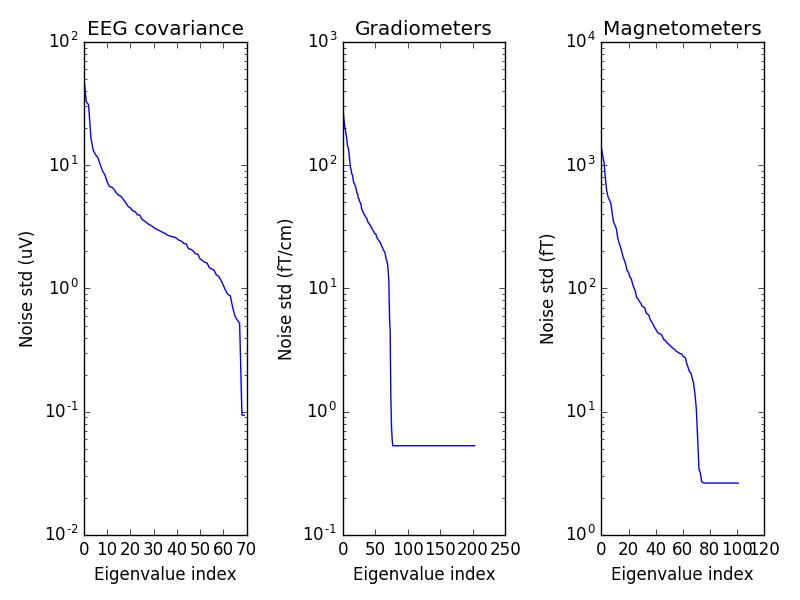 EEG covariance
Noise std (uV)
10^2
10^1
10^0
10^-1
10^-2
0 10 20 30 40 50 60 70
Eigenvalue index
Gradiometers
Noise std (fT/cm)
10^3
10^2
10^1
10^0
10^-1
0 50 100 150 200 250
Eigenvalue index
Magnetometers
Noise std (fT)
10^4
10^3
10^2
10^1
10^0
0 20 40 60 80 100 120
Eigenvalue index